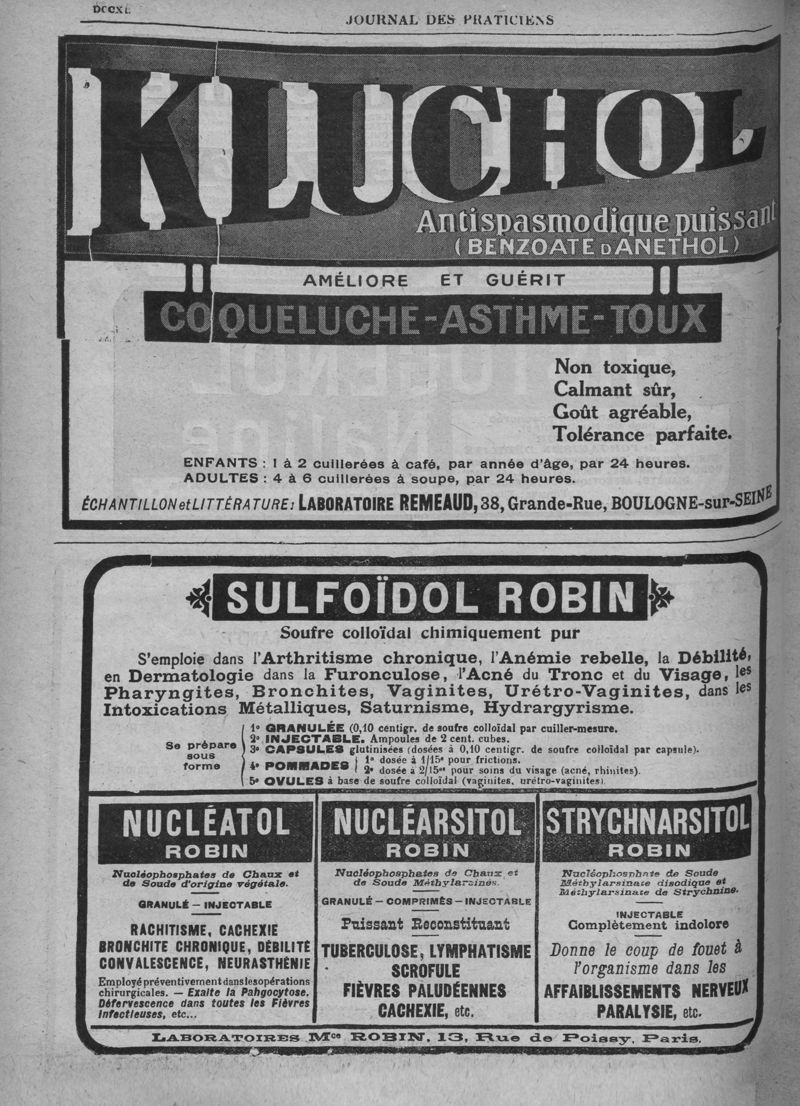 DCCXL
JOURNAL DES PRATICIENS
KLUCHOL
Antispasmodique puissant
(BENZOATE D'ANETHOL)
AMÉLIORE ET GUÉRIT
COQUELUCHE-ASTHME-TOUX
Non toxique,
Calmant sûr,
Goût agréable,
Tolérance parfaite.
ENFANTS : 1 à 2 cuillerées à café, par année d'âge, par 24 heures.
ADULTES : 4 à 6 cuillerées à soupe, par 24 heures.
ÉCHANTILLON et LITTÉRATURE: LABORATOIRE REMEAUD, 38, Grande-Rue, BOULOGNE-sur-SEINE
SULFOÏDOL ROBIN
Soufre colloïdal chimiquement pur
S'emploie dans l'Arthritisme chronique, l'Anémie rebelle, la Débilité,
en Dermatologie dans la Furonculose, l'Acné du Tronc et du Visage, les
Pharyngites, Bronchites, Vaginites, Urétro-Vaginites, dans les
Intoxications Métalliques, Saturnisme, Hydrargyrisme.
Se prépare sous forme
1º GRANULÉE (0,10 centigr. de soufre colloïdal par cuiller-mesure.
2º INJECTABLE. Ampoules de 2 cent. cubes.
3º CAPSULES glutinisées (dosées à 0,10 centigr. de soufre colloïdal par capsule).
4º POMMADES
1º dosée à 1/15e pour frictions.
2º dosée à 2/15es pour soins du visage (acné, rhinites).
5º OVULES à base de soufre colloïdal (vaginites, urétro-vaginites).
NUCLÉATOL
ROBIN
Nucléophosphates de Chaux et
de Soude d'origine végétale.
GRANULÉ — INJECTABLE
RACHITISME, CACHEXIE
BRONCHITE CHRONIQUE, DÉBILITÉ
CONVALESCENCE, NEURASTHÉNIE
Employé préventivement dans les opérations
chirurgicales. — Exalte la Pahgocytose.
Défervescence dans toutes les Fièvres
Infectieuses, etc...
NUCLÉARSITOL
ROBIN
Nucléophosphates de Chaux et
de Soude Méthylarsinés.
GRANULÉ — COMPRIMÉS — INJECTABLE
Puissant Reconstituant
TUBERCULOSE, LYMPHATISME
SCROFULE
FIÈVRES PALUDÉENNES
CACHEXIE, etc.
STRYCHNARSITOL
ROBIN
Nucléophosphate de Soude
Méthylarsinate disodique et
Méthylarsinate de Strychnine.
INJECTABLE
Complètement indolore
Donne le coup de fouet à
l'organisme dans les
AFFAIBLISSEMENTS NERVEUX
PARALYSIE, etc.
LABORATOIRES Mce ROBIN, 13, Rue de Poissy, Paris.